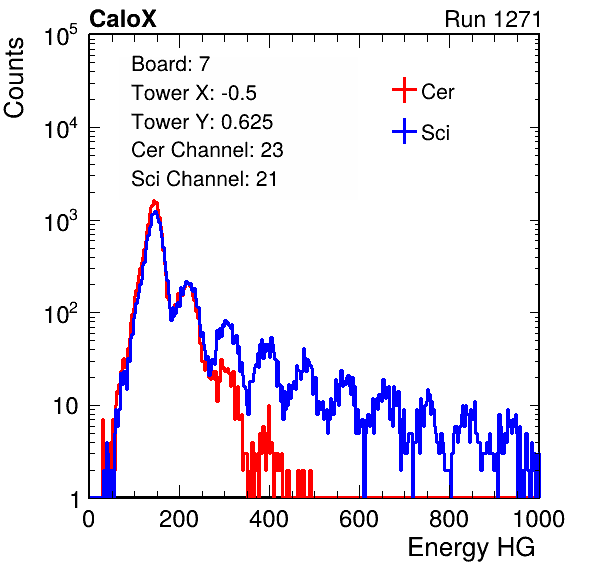 CaloX Run 1271
Counts
10^5
10^4
10^3
10^2
10
1
Board: 7
Tower X: -0.5
Tower Y: 0.625
Cer Channel: 23
Sci Channel: 21
Cer
Sci
0 200 400 600 800 1000
Energy HG